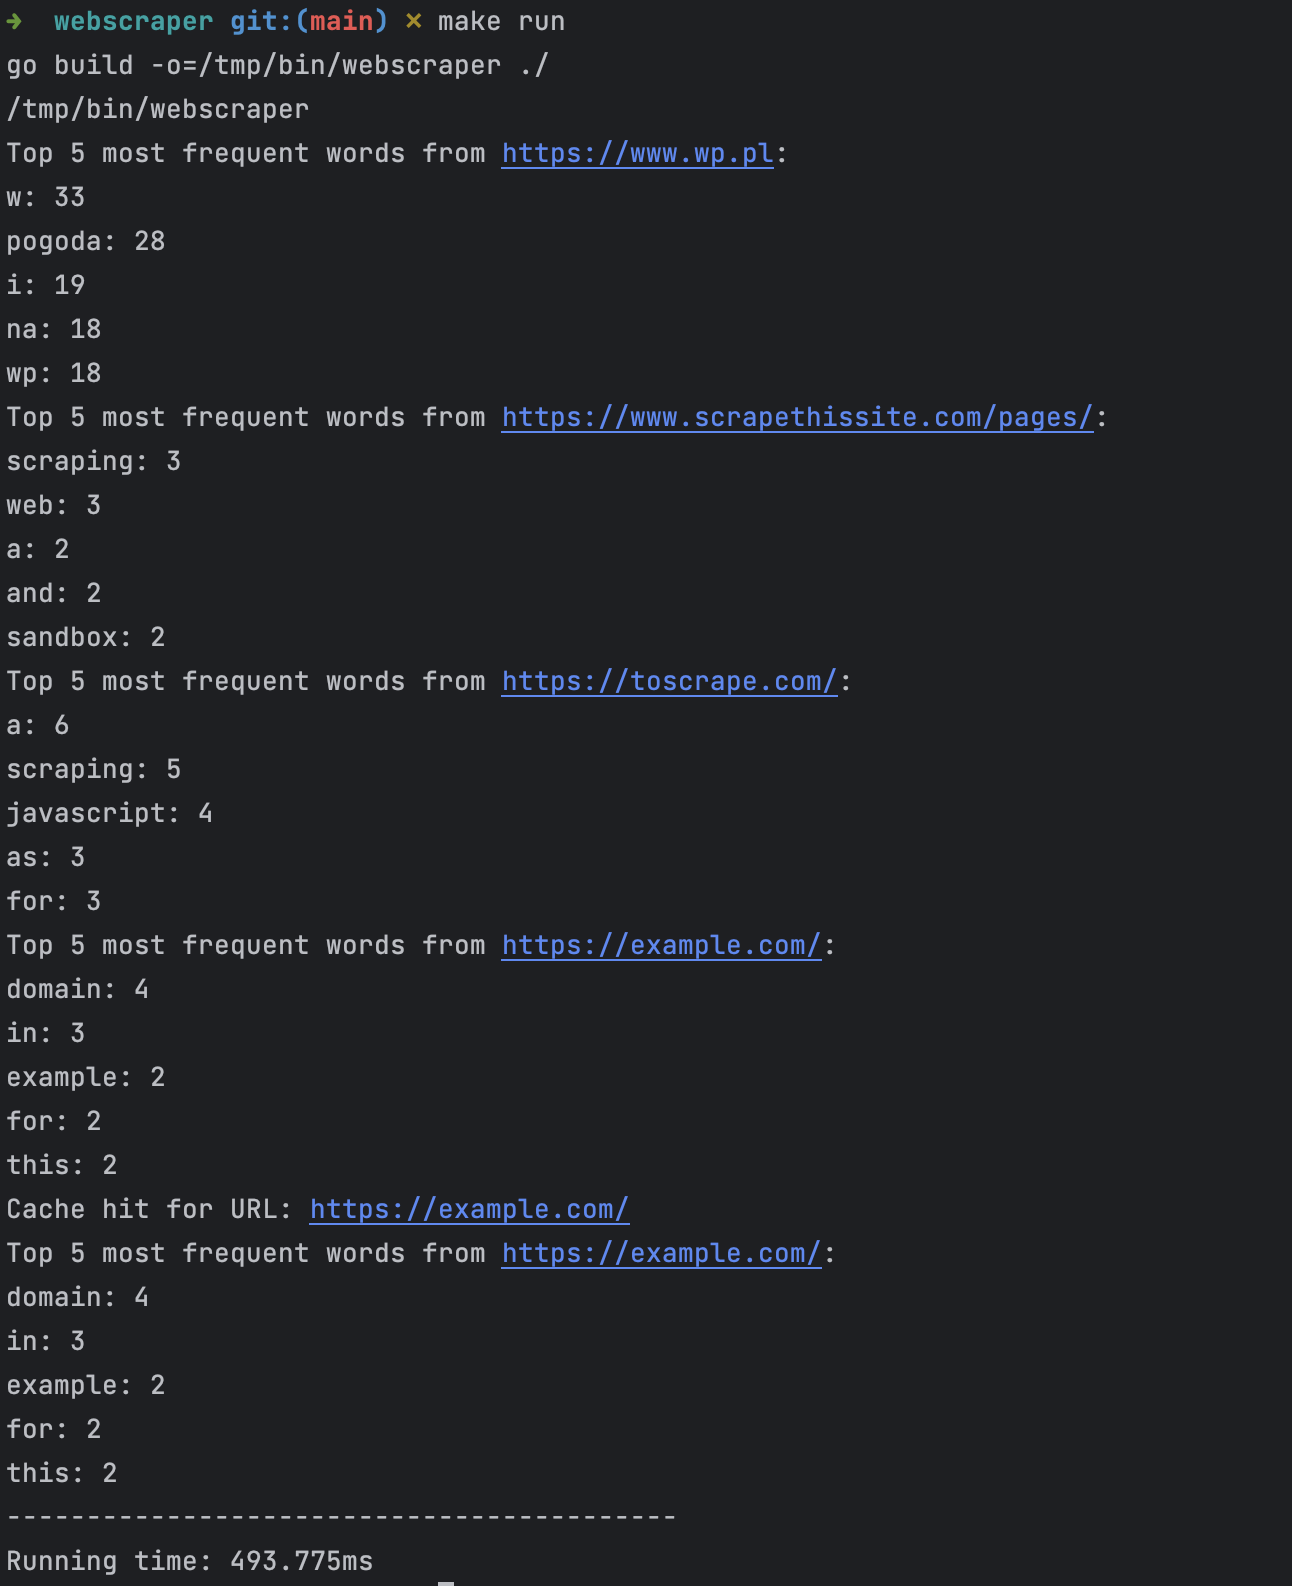 ➜  webscraper git:(main) ✗ make run
go build -o=/tmp/bin/webscraper ./
/tmp/bin/webscraper
Top 5 most frequent words from https://www.wp.pl:
w: 33
pogoda: 28
i: 19
na: 18
wp: 18
Top 5 most frequent words from https://www.scrapethissite.com/pages/:
scraping: 3
web: 3
a: 2
and: 2
sandbox: 2
Top 5 most frequent words from https://toscrape.com/:
a: 6
scraping: 5
javascript: 4
as: 3
for: 3
Top 5 most frequent words from https://example.com/:
domain: 4
in: 3
example: 2
for: 2
this: 2
Cache hit for URL: https://example.com/
Top 5 most frequent words from https://example.com/:
domain: 4
in: 3
example: 2
for: 2
this: 2
------------------------------------------
Running time: 493.775ms